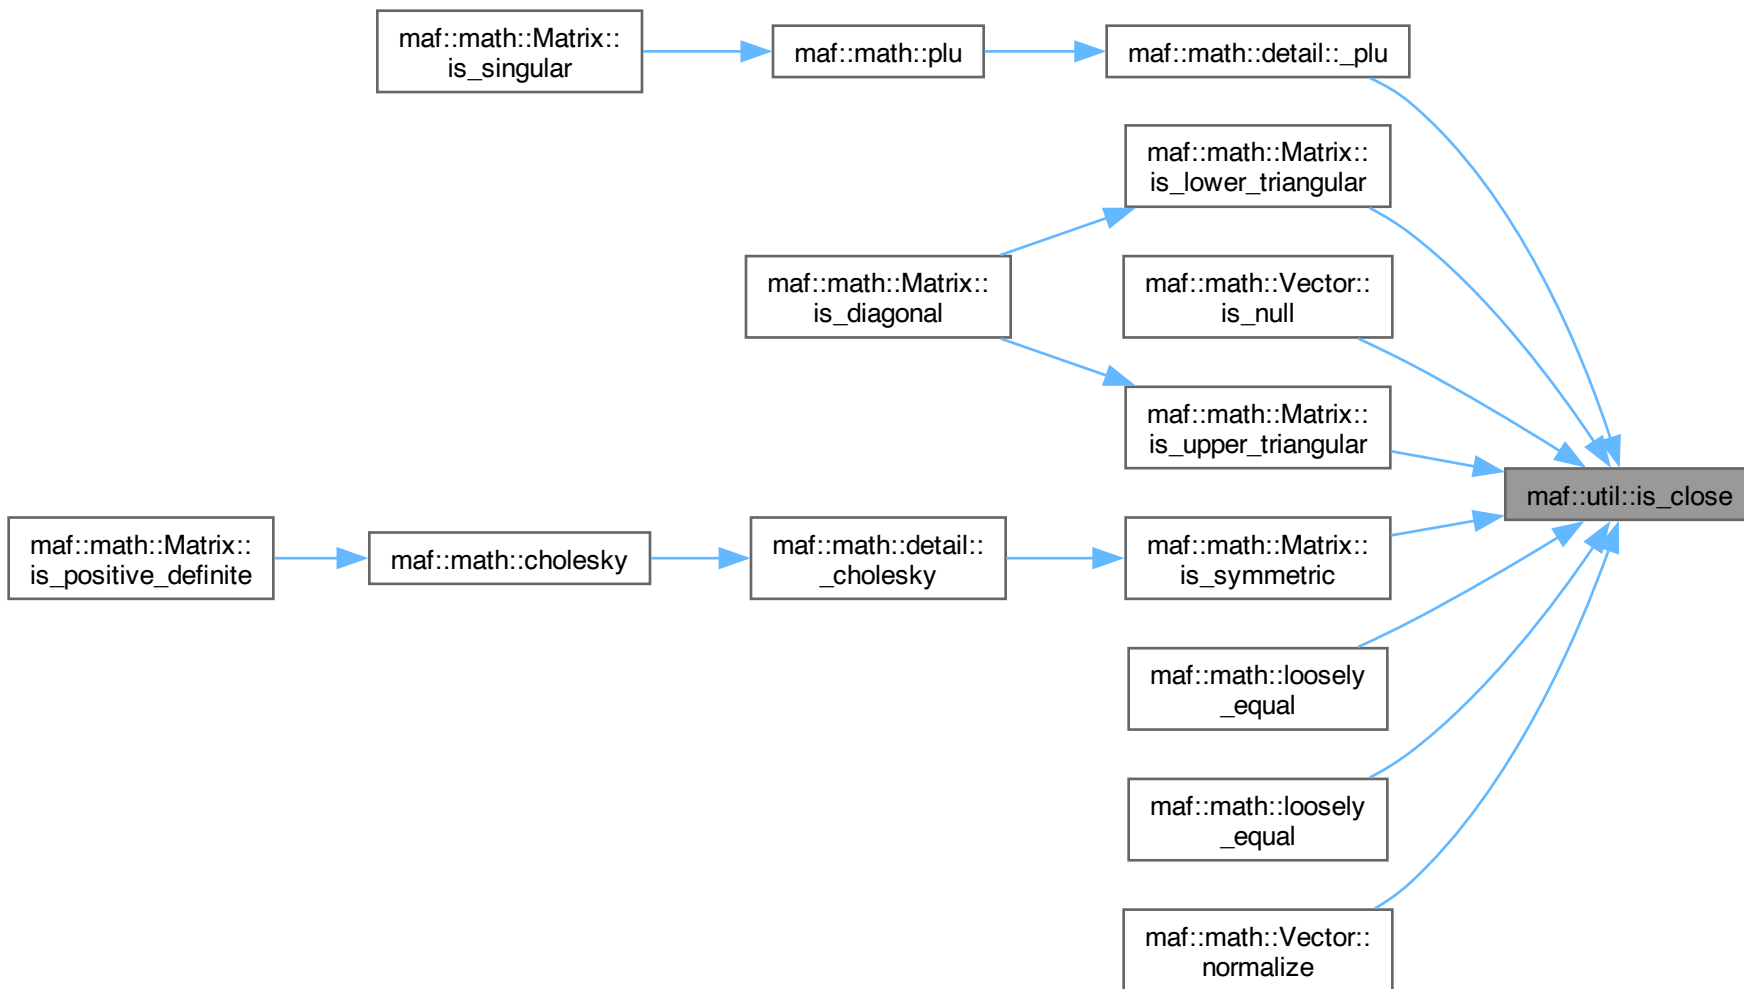 maf::math::Matrix::
is_singular
maf::math::plu
maf::math::detail::_plu
maf::math::Matrix::
is_lower_triangular
maf::math::Matrix::
is_diagonal
maf::math::Vector::
is_null
maf::math::Matrix::
is_upper_triangular
maf::util::is_close
maf::math::Matrix::
is_positive_definite
maf::math::cholesky
maf::math::detail::
_cholesky
maf::math::Matrix::
is_symmetric
maf::math::loosely
_equal
maf::math::loosely
_equal
maf::math::Vector::
normalize